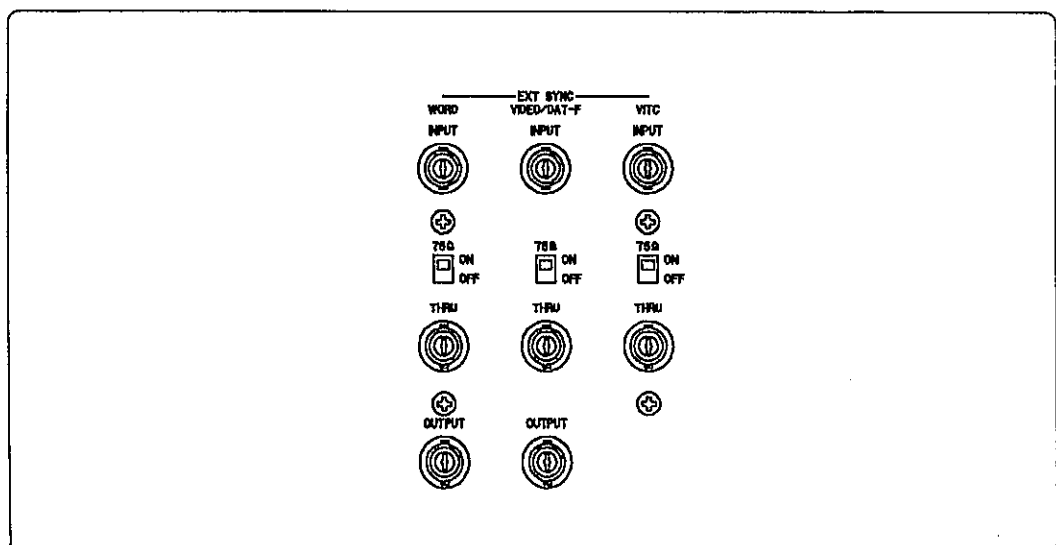 EXT SYNC
WORD VIDEO/DAT-F VITC
INPUT INPUT INPUT
75Ω 75Ω 75Ω
ON ON ON
OFF OFF OFF
THRU THRU THRU
OUTPUT OUTPUT